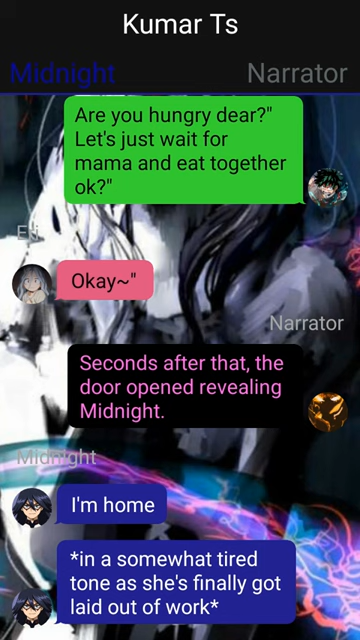 Kumar Ts
Midnight
Narrator
Are you hungry dear?"
Let's just wait for
mama and eat together
ok?"
Eri
Okay~"
Narrator
Seconds after that, the
door opened revealing
Midnight.
Midnight
I'm home
*in a somewhat tired
tone as she's finally got
laid out of work*